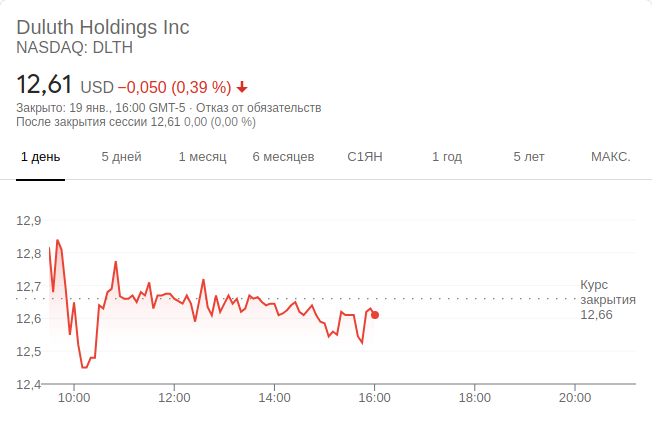 Duluth Holdings Inc
NASDAQ: DLTH
12,61 USD −0,050 (0,39 %)
Закрыто: 19 янв., 16:00 GMT-5 · Отказ от обязательств
После закрытия сессии 12,61 0,00 (0,00 %)
1 день 5 дней 1 месяц 6 месяцев С1ЯН 1 год 5 лет МАКС.
12,9
12,8
12,7
12,6
12,5
12,4
Курс
закрытия
12,66
10:00 12:00 14:00 16:00 18:00 20:00